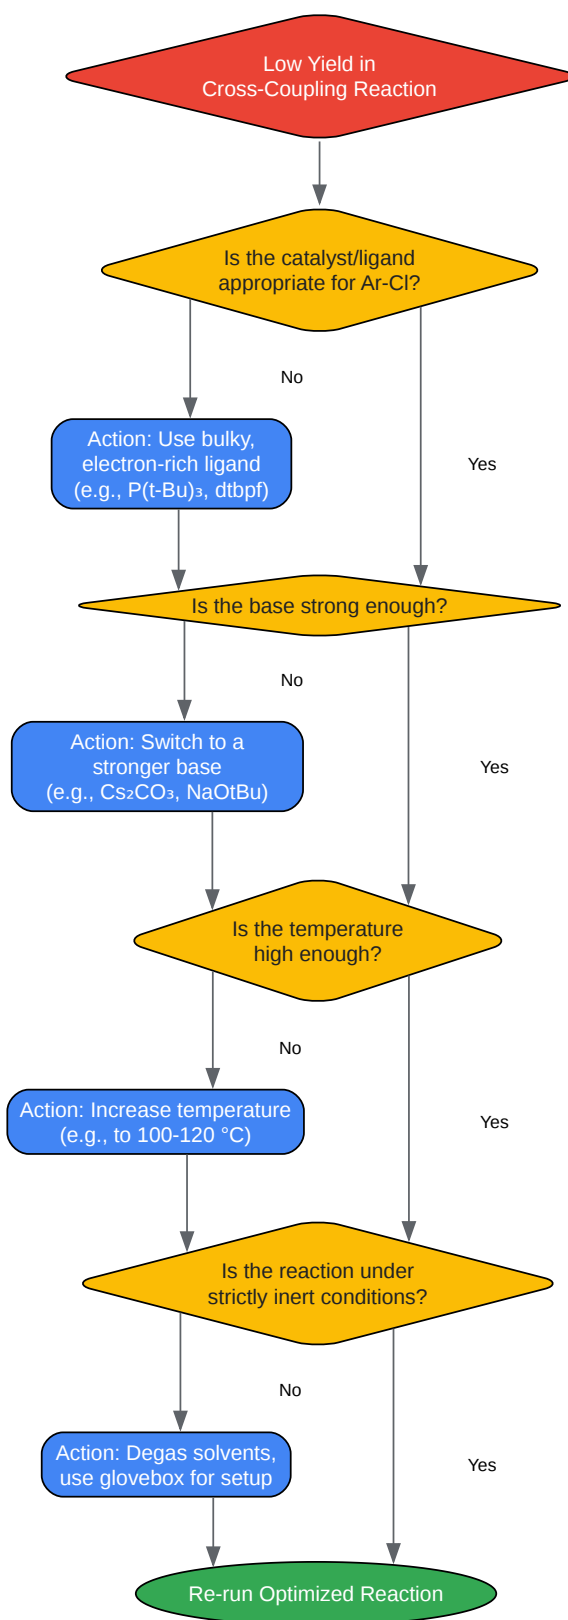 Low Yield in
Cross-Coupling Reaction
Is the catalyst/ligand
appropriate for Ar-Cl?
No
Action: Use bulky,
electron-rich ligand
(e.g., P(t-Bu)₃, dtbpf)
Yes
Is the base strong enough?
No
Action: Switch to a
stronger base
(e.g., Cs₂CO₃, NaOtBu)
Yes
Is the temperature
high enough?
No
Action: Increase temperature
(e.g., to 100-120 °C)
Yes
Is the reaction under
strictly inert conditions?
No
Action: Degas solvents,
use glovebox for setup
Yes
Re-run Optimized Reaction